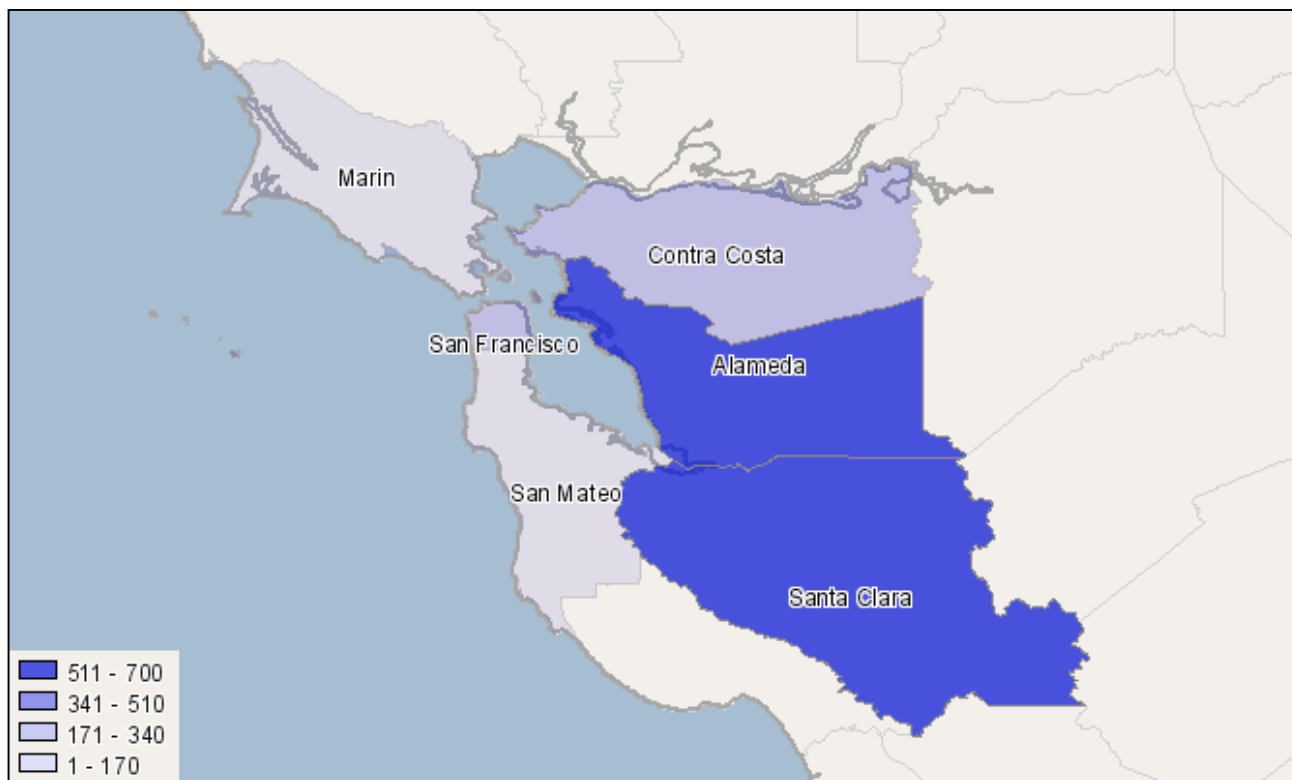 Marin
Contra Costa
San Francisco
Alameda
San Mateo
Santa Clara
511 - 700
341 - 510
171 - 340
1 - 170